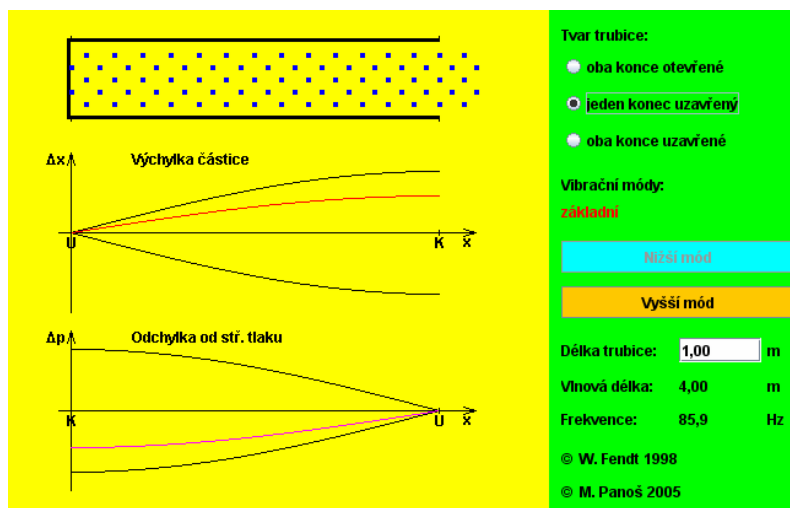 Tvar trubice:
oba konce otevřené
jeden konec uzavřený
oba konce uzavřené
Vibrační módy:
základní
Nižší mód
Vyšší mód
Délka trubice: 1,00 m
Vlnová délka: 4,00 m
Frekvence: 85,9 Hz
© W. Fendt 1998
© M. Panoš 2005
Δx Výchylka částice
U K x
Δp Odchylka od stř. tlaku
K U x